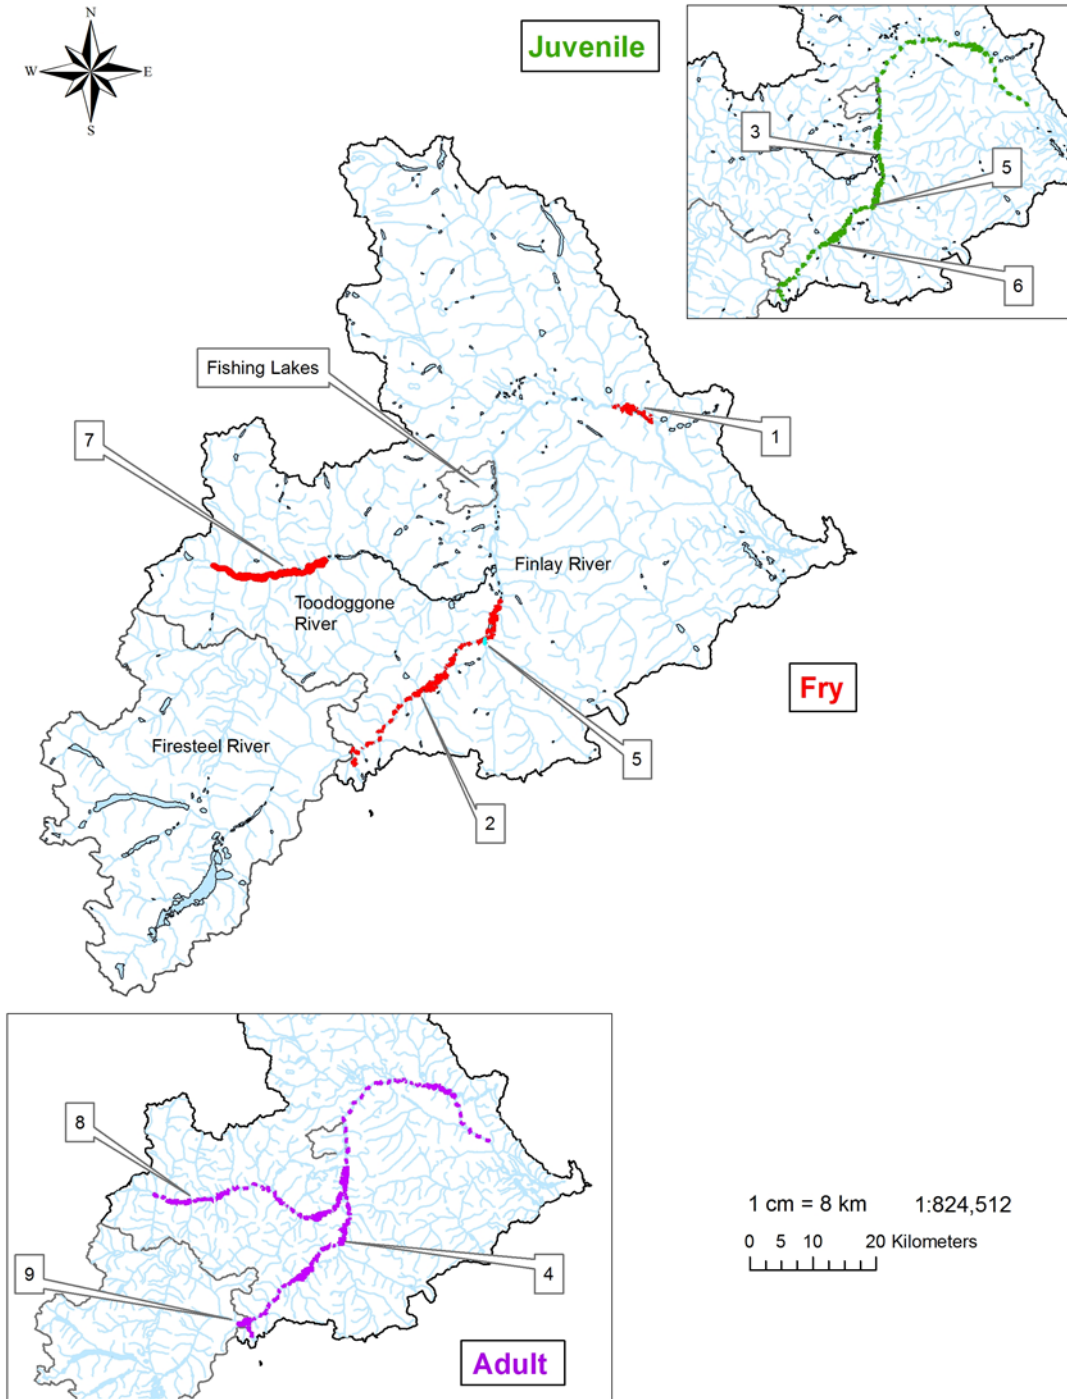 N
W
E
S
Juvenile
3
5
6
Fishing Lakes
1
7
Finlay River
Toodoggone
River
Fry
Firesteel River
5
2
8
9
4
Adult
1 cm = 8 km 1:824,512
0 5 10 20 Kilometers